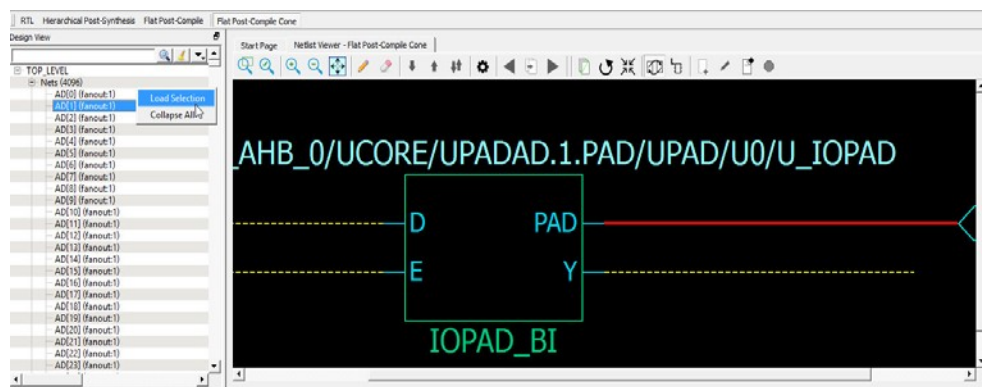 RTL Hierarchical Post-Synthesis Flat Post-Compile Flat Post-Compile Cone
Design View
Start Page Netlist Viewer - Flat Post-Compile Cone
TOP_LEVEL
Nets (4096)
AD[0] (fanout:1)
AD[1] (fanout:1)
AD[2] (fanout:1)
AD[3] (fanout:1)
AD[4] (fanout:1)
AD[5] (fanout:1)
AD[6] (fanout:1)
AD[7] (fanout:1)
AD[8] (fanout:1)
AD[9] (fanout:1)
AD[10] (fanout:1)
AD[11] (fanout:1)
AD[12] (fanout:1)
AD[13] (fanout:1)
AD[14] (fanout:1)
AD[15] (fanout:1)
AD[16] (fanout:1)
AD[17] (fanout:1)
AD[18] (fanout:1)
AD[19] (fanout:1)
AD[20] (fanout:1)
AD[21] (fanout:1)
AD[22] (fanout:1)
AD[23] (fanout:1)
Load Selection
Collapse All
_AHB_0/UCORE/UPADAD.1.PAD/UPAD/U0/U_IOPAD
D PAD
E Y
IOPAD_BI